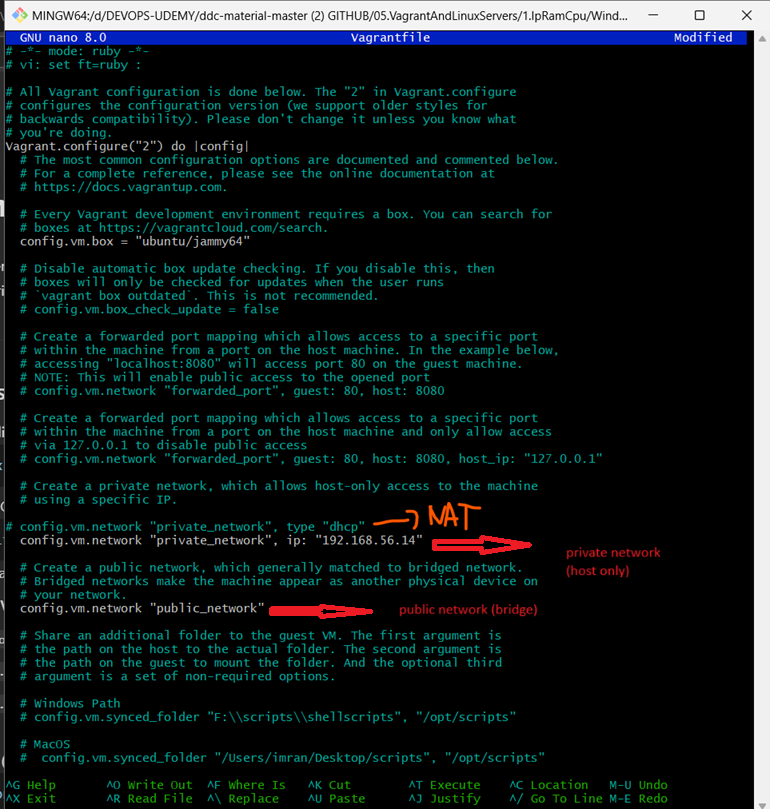 MINGW64:/d/DEVOPS-UDEMY/ddc-material-master (2) GITHUB/05.VagrantAndLinuxServers/1.IpRamCpu/Wind...
GNU nano 8.0 Vagrantfile Modified
# -*- mode: ruby -*-
# vi: set ft=ruby :
# All Vagrant configuration is done below. The "2" in Vagrant.configure
# configures the configuration version (we support older styles for
# backwards compatibility). Please don't change it unless you know what
# you're doing.
Vagrant.configure("2") do |config|
# The most common configuration options are documented and commented below.
# For a complete reference, please see the online documentation at
# https://docs.vagrantup.com.
# Every Vagrant development environment requires a box. You can search for
# boxes at https://vagrantcloud.com/search.
config.vm.box = "ubuntu/jammy64"
# Disable automatic box update checking. If you disable this, then
# boxes will only be checked for updates when the user runs
# `vagrant box outdated`. This is not recommended.
# config.vm.box_check_update = false
# Create a forwarded port mapping which allows access to a specific port
# within the machine from a port on the host machine. In the example below,
# accessing "localhost:8080" will access port 80 on the guest machine.
# NOTE: This will enable public access to the opened port
# config.vm.network "forwarded_port", guest: 80, host: 8080
# Create a forwarded port mapping which allows access to a specific port
# within the machine from a port on the host machine and only allow access
# via 127.0.0.1 to disable public access
# config.vm.network "forwarded_port", guest: 80, host: 8080, host_ip: "127.0.0.1"
# Create a private network, which allows host-only access to the machine
# using a specific IP.
# config.vm.network "private_network", type "dhcp" NAT
config.vm.network "private_network", ip: "192.168.56.14"
private network
(host only)
# Create a public network, which generally matched to bridged network.
# Bridged networks make the machine appear as another physical device on
# your network.
config.vm.network "public_network" public network (bridge)
# Share an additional folder to the guest VM. The first argument is
# the path on the host to the actual folder. The second argument is
# the path on the guest to mount the folder. And the optional third
# argument is a set of non-required options.
# Windows Path
# config.vm.synced_folder "F:\\scripts\\shellscripts", "/opt/scripts"
# MacOS
#  config.vm.synced_folder "/Users/imran/Desktop/scripts", "/opt/scripts"
^G Help ^O Write Out ^F Where Is ^K Cut ^T Execute ^C Location M-U Undo
^X Exit ^R Read File ^\ Replace ^U Paste ^J Justify ^/ Go To Line M-E Redo